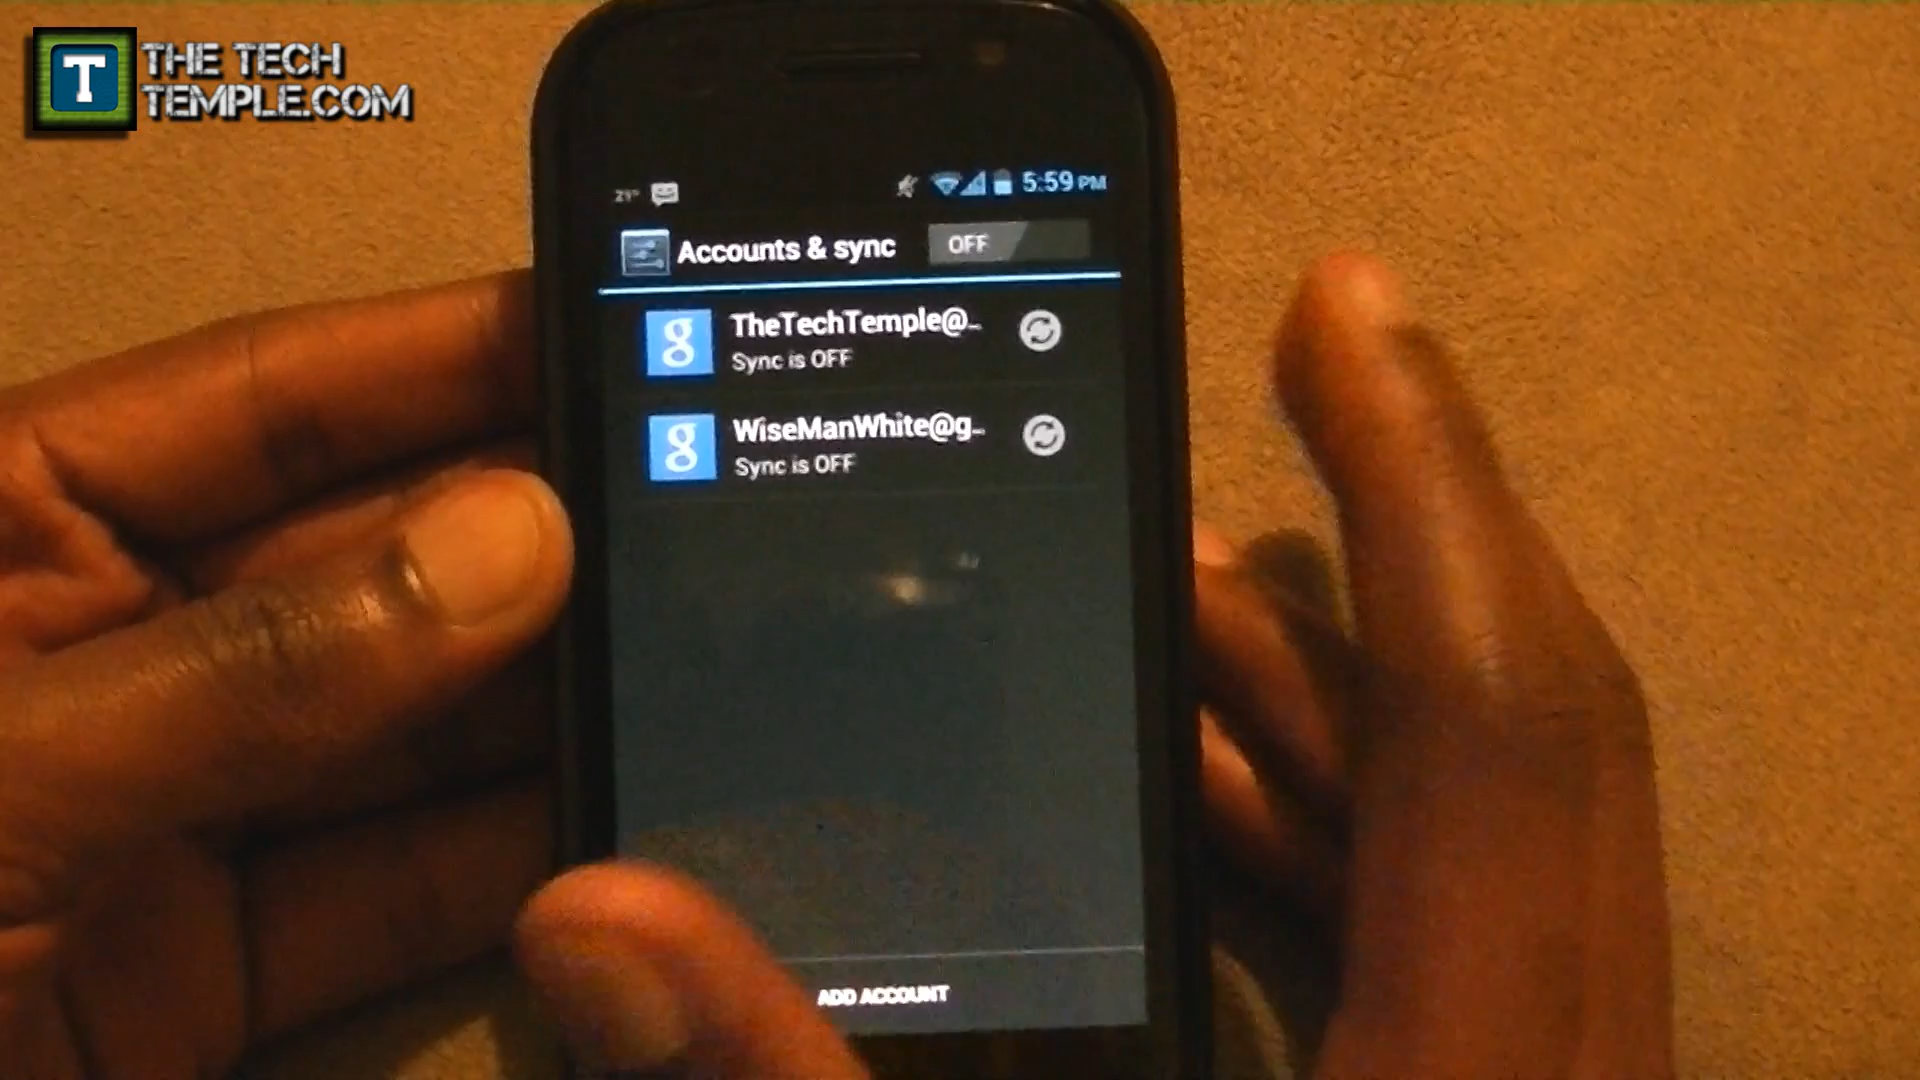 T THE TECH
TEMPLE.COM
21°
5:59 PM
Accounts & sync
OFF
g
TheTechTemple@...
Sync is OFF
g
WiseManWhite@g...
Sync is OFF
ADD ACCOUNT